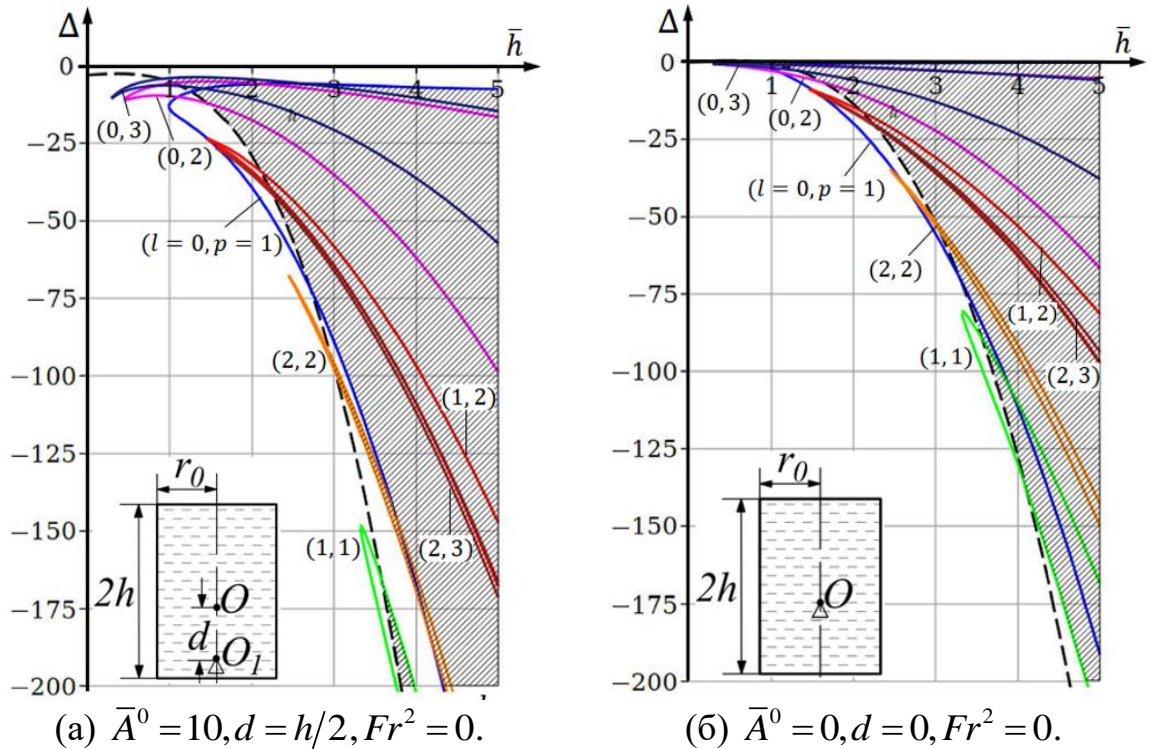 Δ
h̄
0
1
3
4
5
(0,3)
(0,2)
h
−25
−50
(l = 0, p = 1)
−75
(2,2)
−100
(1,2)
−125
r₀
−150
(1,1)
(2,3)
2h
−175
O
d
O₁
−200
(а) A̅⁰ = 10, d = h/2, Fr² = 0.
Δ
h̄
0
1
2
3
4
5
(0,3)
(0,2)
h
−25
(l = 0, p = 1)
−50
(2,2)
−75
(1,2)
(1,1)
−100
(2,3)
−125
r₀
−150
2h
O
−175
−200
(б) A̅⁰ = 0, d = 0, Fr² = 0.